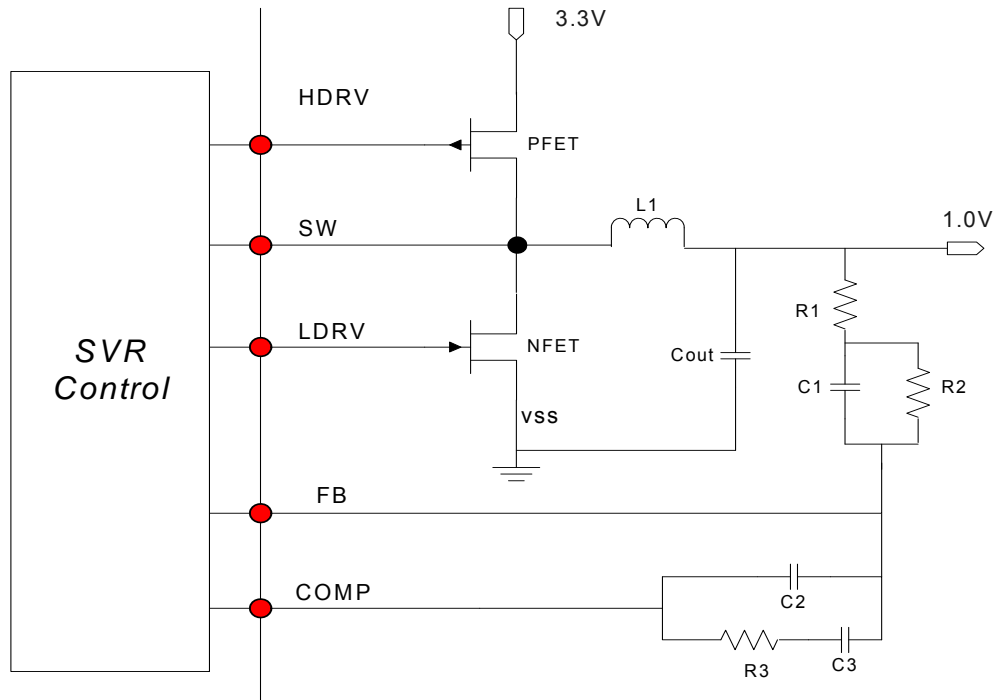 3.3V
HDRV
PFET
SW
L1
1.0V
LDRV
NFET
SVR
Control
Cout
R1
C1
R2
VSS
FB
COMP
C2
R3
C3